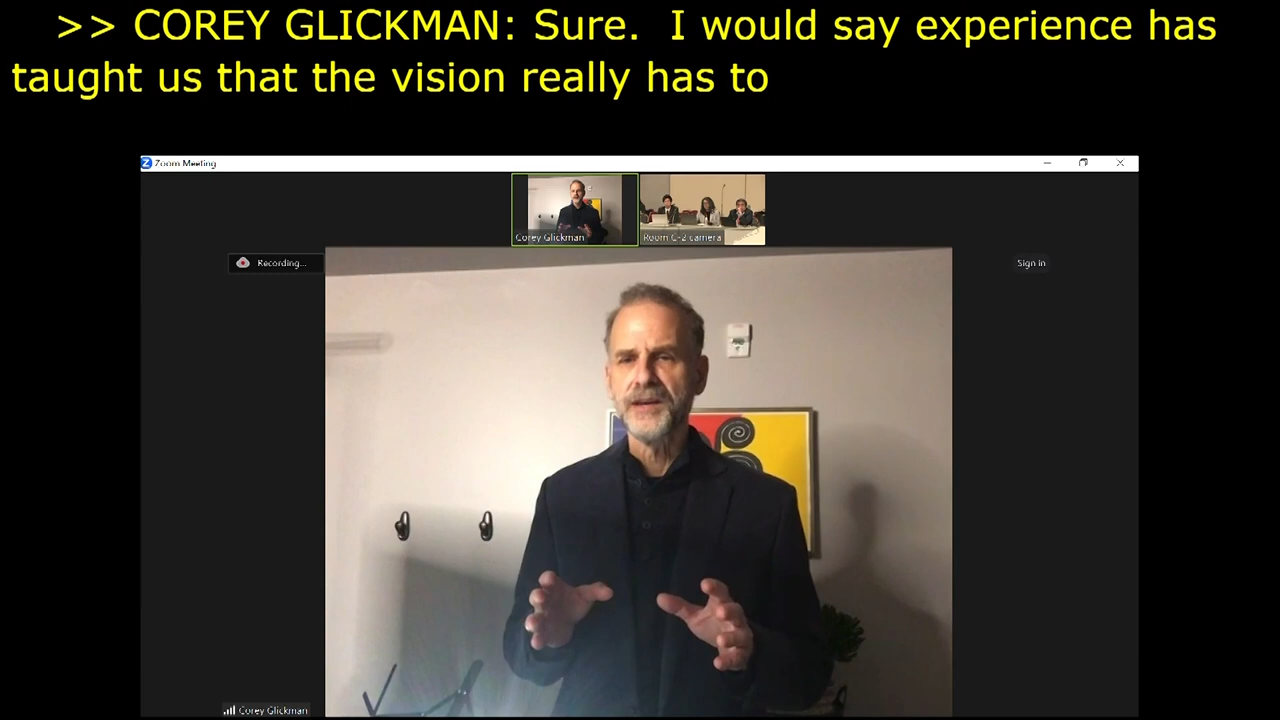 >> COREY GLICKMAN: Sure.  I would say experience has
taught us that the vision really has to
Zoom Meeting
Corey Glickman
Room C-2 camera
Recording...
Sign in
Corey Glickman